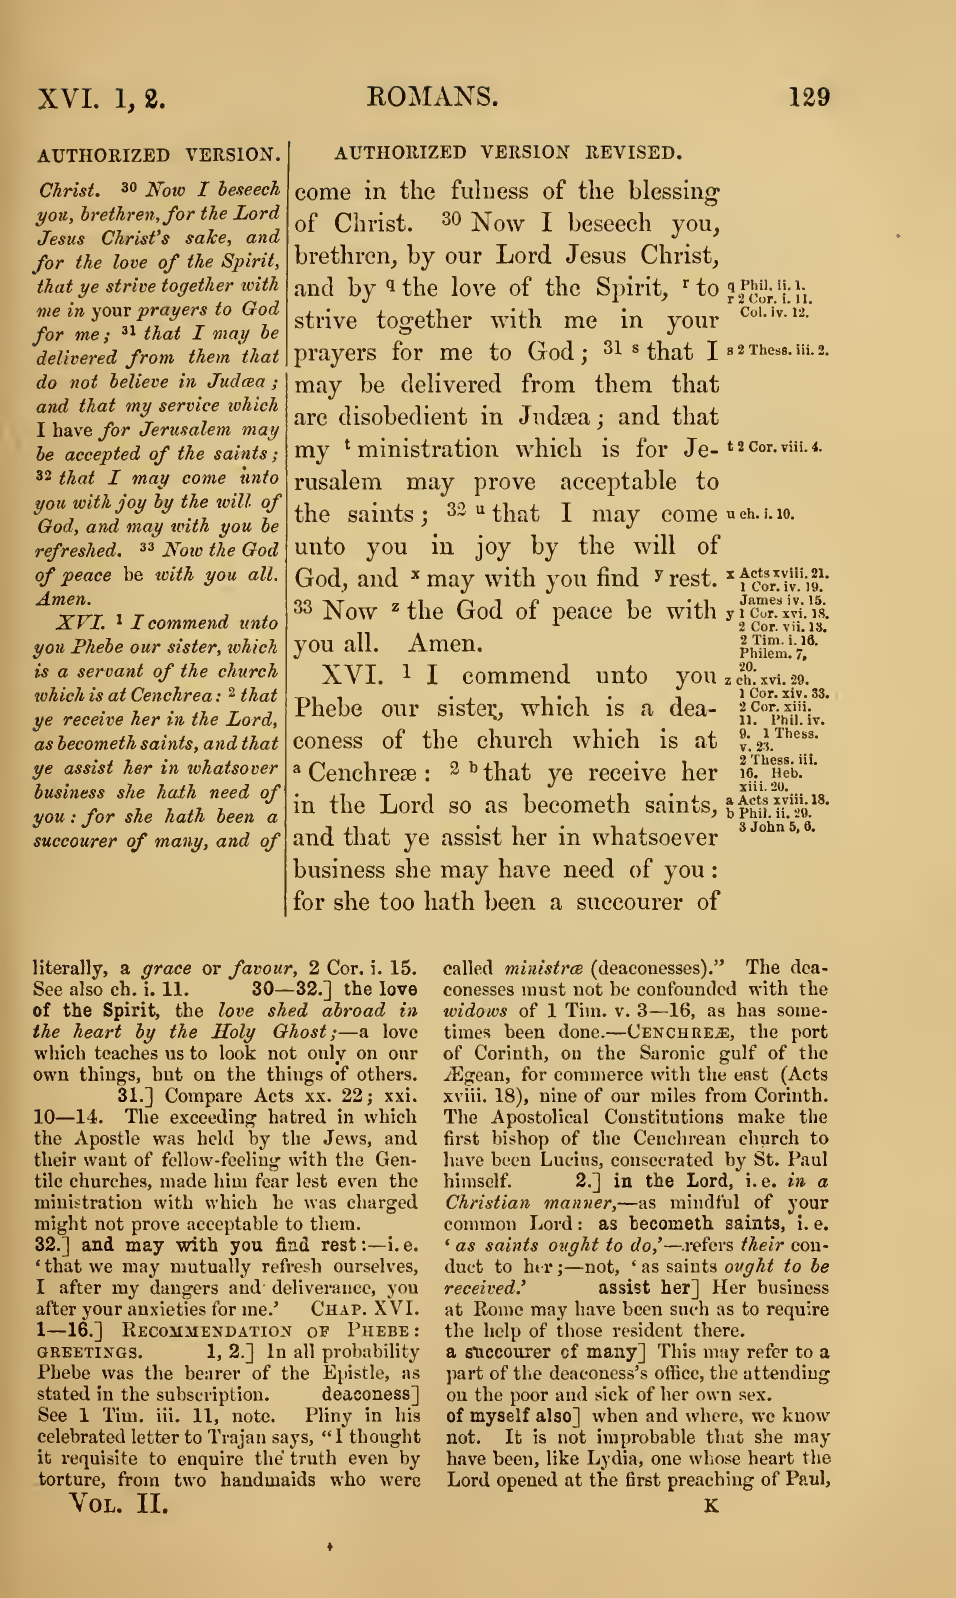 XVI. 1, 2.
ROMANS.
129
AUTHORIZED VERSION.
Christ. 30 Now I beseech
you, brethren, for the Lord
Jesus Christ's sake, and
for the love of the Spirit,
that ye strive together with
me in your prayers to God
for me; 31 that I may be
delivered from them that
do not believe in Judæa;
and that my service which
I have for Jerusalem may
be accepted of the saints;
32 that I may come unto
you with joy by the will of
God, and may with you be
refreshed. 33 Now the God
of peace be with you all.
Amen.
XVI. 1 I commend unto
you Phebe our sister, which
is a servant of the church
which is at Cenchrea: 2 that
ye receive her in the Lord,
as becometh saints, and that
ye assist her in whatsover
business she hath need of
you: for she hath been a
succourer of many, and of
AUTHORIZED VERSION REVISED.
come in the fulness of the blessing
of Christ. 30 Now I beseech you,
brethren, by our Lord Jesus Christ,
and by q the love of the Spirit, r to
strive together with me in your
prayers for me to God; 31 s that I
may be delivered from them that
are disobedient in Judæa; and that
my t ministration which is for Je-
rusalem may prove acceptable to
the saints; 32 u that I may come
unto you in joy by the will of
God, and x may with you find y rest.
33 Now z the God of peace be with
you all. Amen.
XVI. 1 I commend unto you
Phebe our sister, which is a dea-
coness of the church which is at
a Cenchreæ: 2 b that ye receive her
in the Lord so as becometh saints,
and that ye assist her in whatsoever
business she may have need of you:
for she too hath been a succourer of
q Phil. ii. 1.
r 2 Cor. i. 11.
Col. iv. 12.
s 2 Thess. iii. 2.
t 2 Cor. viii. 4.
u ch. i. 10.
x Acts xviii. 21.
1 Cor. iv. 19.
James iv. 15.
y 1 Cor. xvi. 18.
2 Cor. vii. 13.
2 Tim. i. 16.
Philem. 7,
20.
z ch. xvi. 20.
1 Cor. xiv. 33.
2 Cor. xiii.
11. Phil. iv.
9. 1 Thess.
v. 23.
2 Thess. iii.
16. Heb.
xiii. 20.
a Acts xviii. 18.
b Phil. ii. 29.
3 John 5, 6.
literally, a grace or favour, 2 Cor. i. 15.
See also ch. i. 11. 30—32.] the love
of the Spirit, the love shed abroad in
the heart by the Holy Ghost;—a love
which teaches us to look not only on our
own things, but on the things of others.
31.] Compare Acts xx. 22; xxi.
10—14. The exceeding hatred in which
the Apostle was held by the Jews, and
their want of fellow-feeling with the Gen-
tile churches, made him fear lest even the
ministration with which he was charged
might not prove acceptable to them.
32.] and may with you find rest:—i. e.
'that we may mutually refresh ourselves,
I after my dangers and deliverance, you
after your anxieties for me.' CHAP. XVI.
1—16.] RECOMMENDATION OF PHEBE:
GREETINGS. 1, 2.] In all probability
Phebe was the bearer of the Epistle, as
stated in the subscription. deaconess]
See 1 Tim. iii. 11, note. Pliny in his
celebrated letter to Trajan says, "I thought
it requisite to enquire the truth even by
torture, from two handmaids who were
called ministræ (deaconesses)." The dea-
conesses must not be confounded with the
widows of 1 Tim. v. 3—16, as has some-
times been done.—CENCHREÆ, the port
of Corinth, on the Saronic gulf of the
Ægean, for commerce with the east (Acts
xviii. 18), nine of our miles from Corinth.
The Apostolical Constitutions make the
first bishop of the Cenchrean church to
have been Lucius, consecrated by St. Paul
himself. 2.] in the Lord, i. e. in a
Christian manner,—as mindful of your
common Lord: as becometh saints, i. e.
'as saints ought to do,'—refers their con-
duct to her;—not, 'as saints ought to be
received.' assist her] Her business
at Rome may have been such as to require
the help of those resident there.
a succourer of many] This may refer to a
part of the deaconess's office, the attending
on the poor and sick of her own sex.
of myself also] when and where, we know
not. It is not improbable that she may
have been, like Lydia, one whose heart the
Lord opened at the first preaching of Paul,
VOL. II.
K